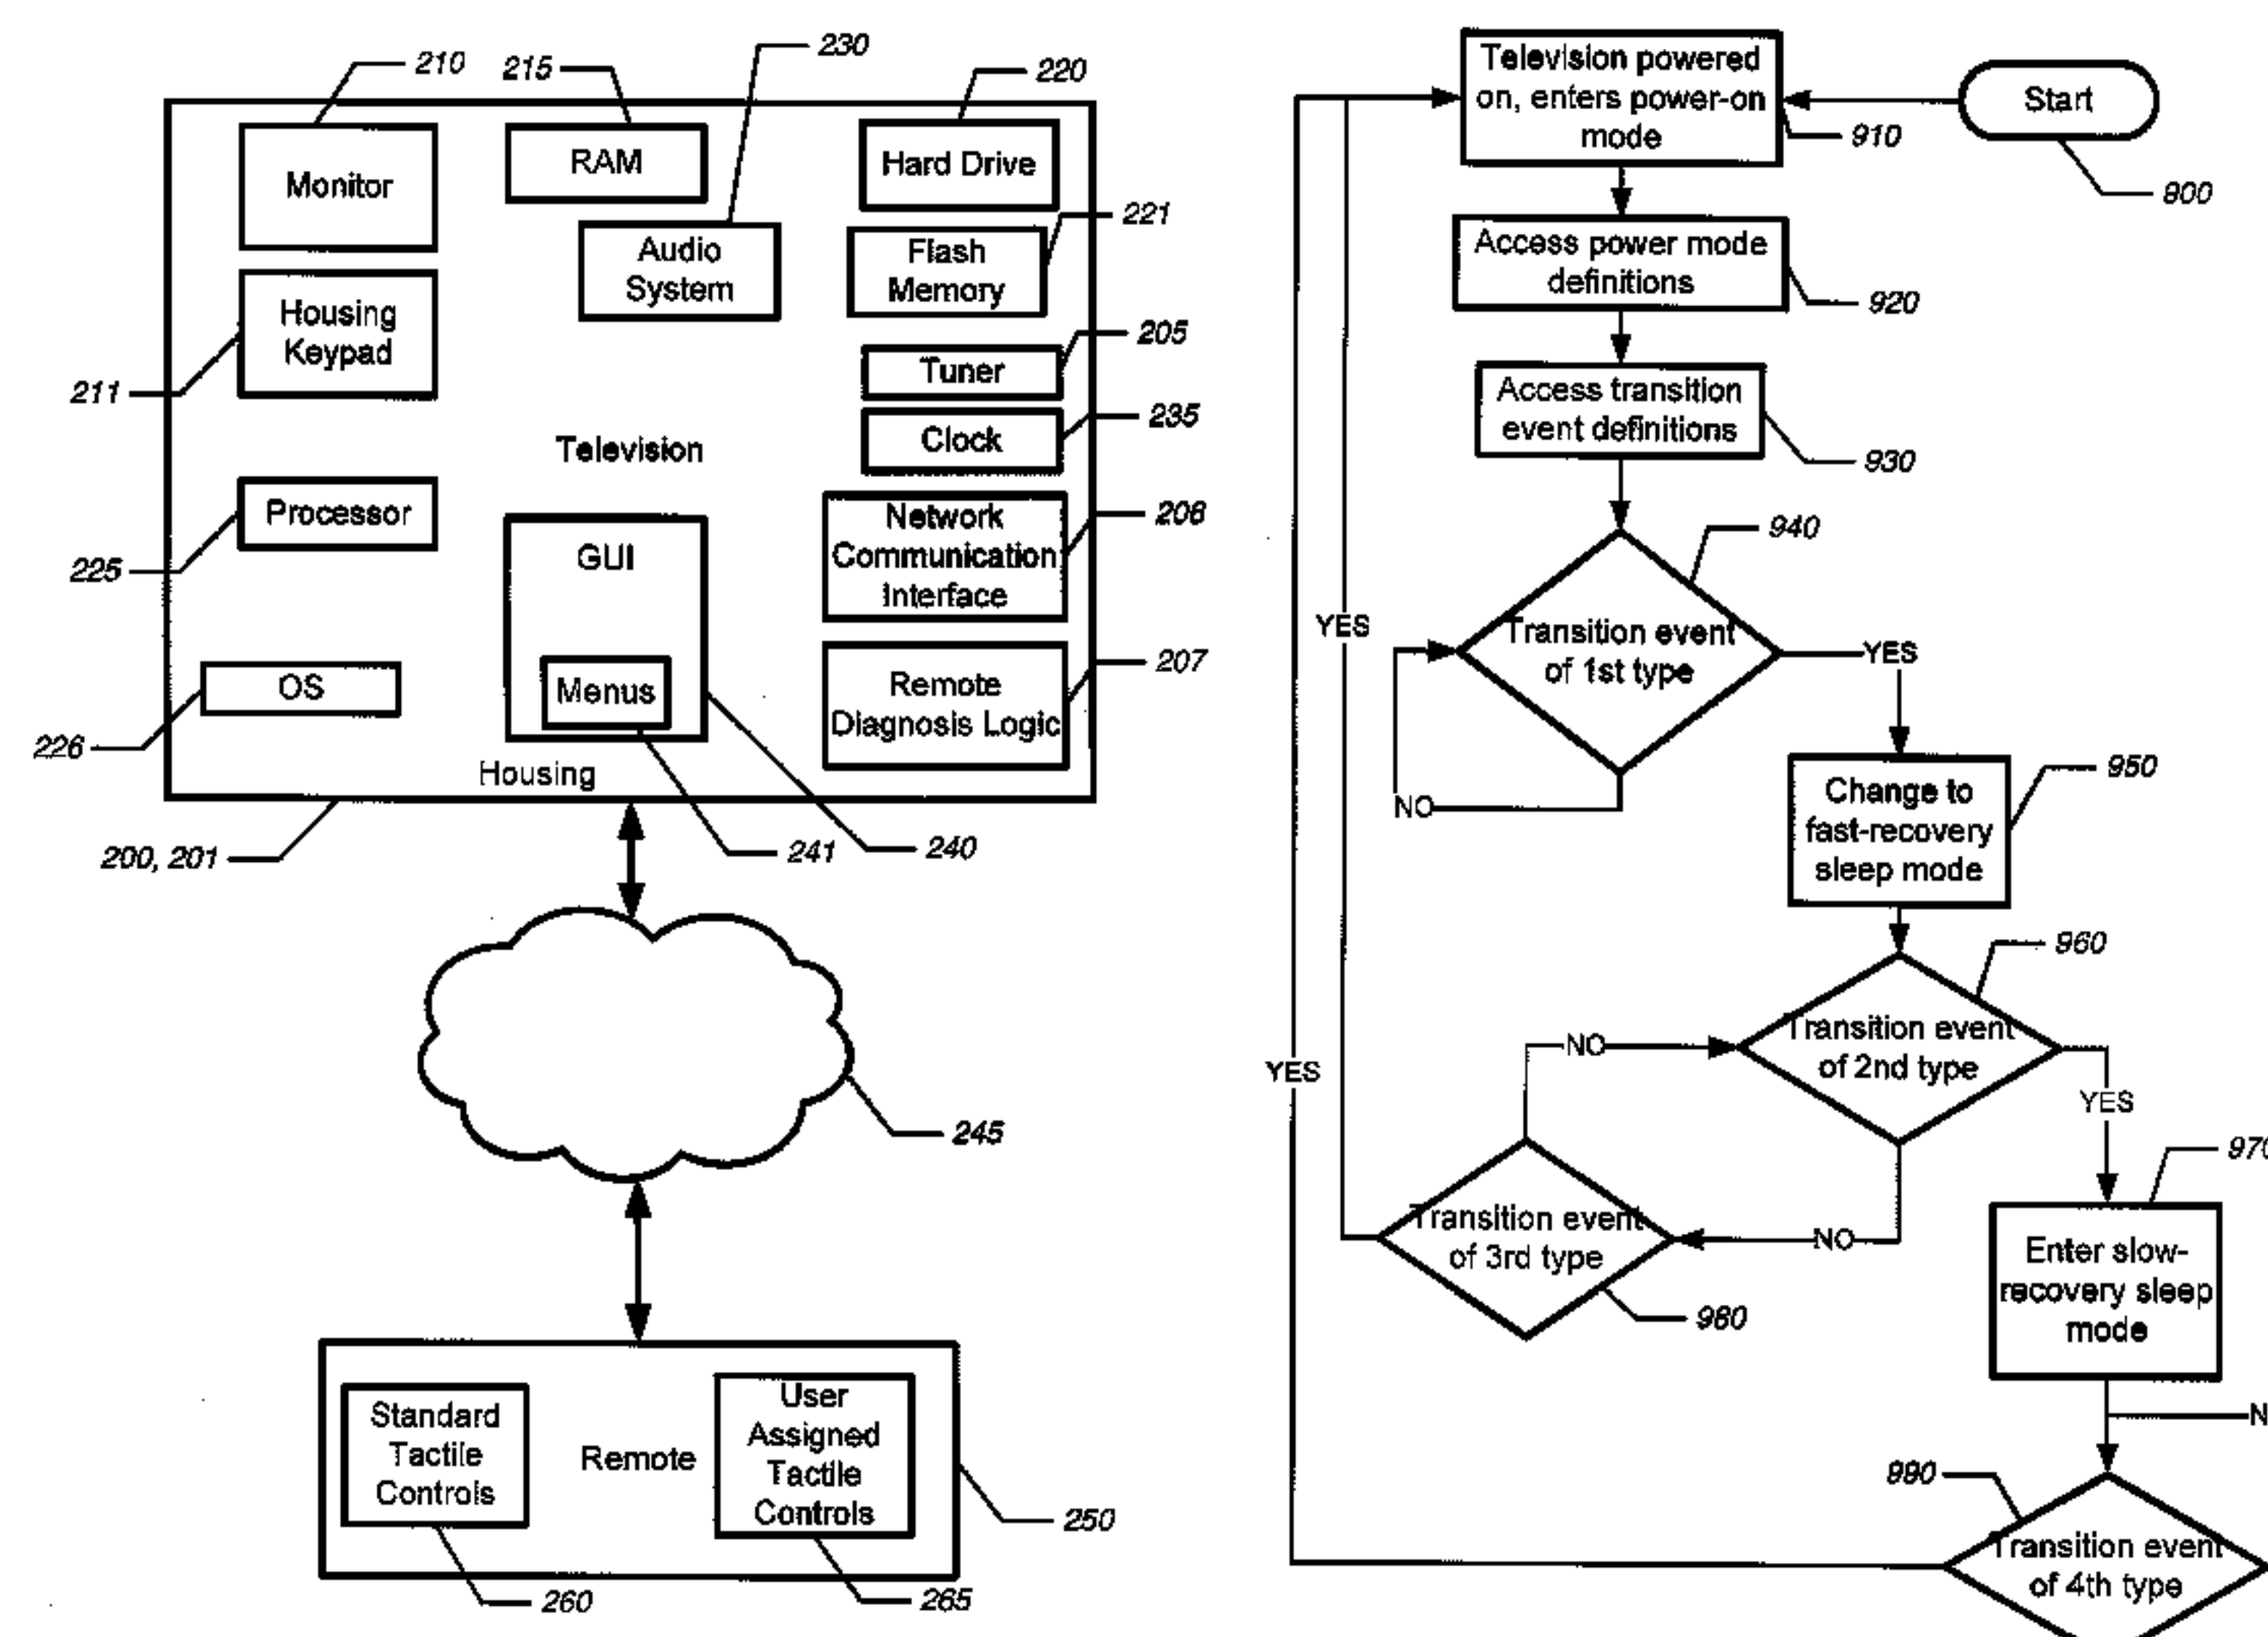 210
215
230
220
Monitor
RAM
Hard Drive
Audio
System
Flash
Memory
221
Housing
Keypad
211
Tuner
205
Clock
235
Television
Processor
225
GUI
Menus
Network
Communication
Interface
206
Remote
Diagnosis Logic
207
OS
226
Housing
200, 201
241
240
245
Standard
Tactile
Controls
Remote
User
Assigned
Tactile
Controls
250
260
265
Television powered
on, enters power-on
mode
910
Start
900
Access power mode
definitions
920
Access transition
event definitions
930
940
Transition event
of 1st type
YES
YES
NO
Change to
fast-recovery
sleep mode
950
960
Transition event
of 2nd type
NO
YES
YES
970
Transition event
of 3rd type
NO
980
Enter slow-
recovery sleep
mode
N
990
Transition event
of 4th type